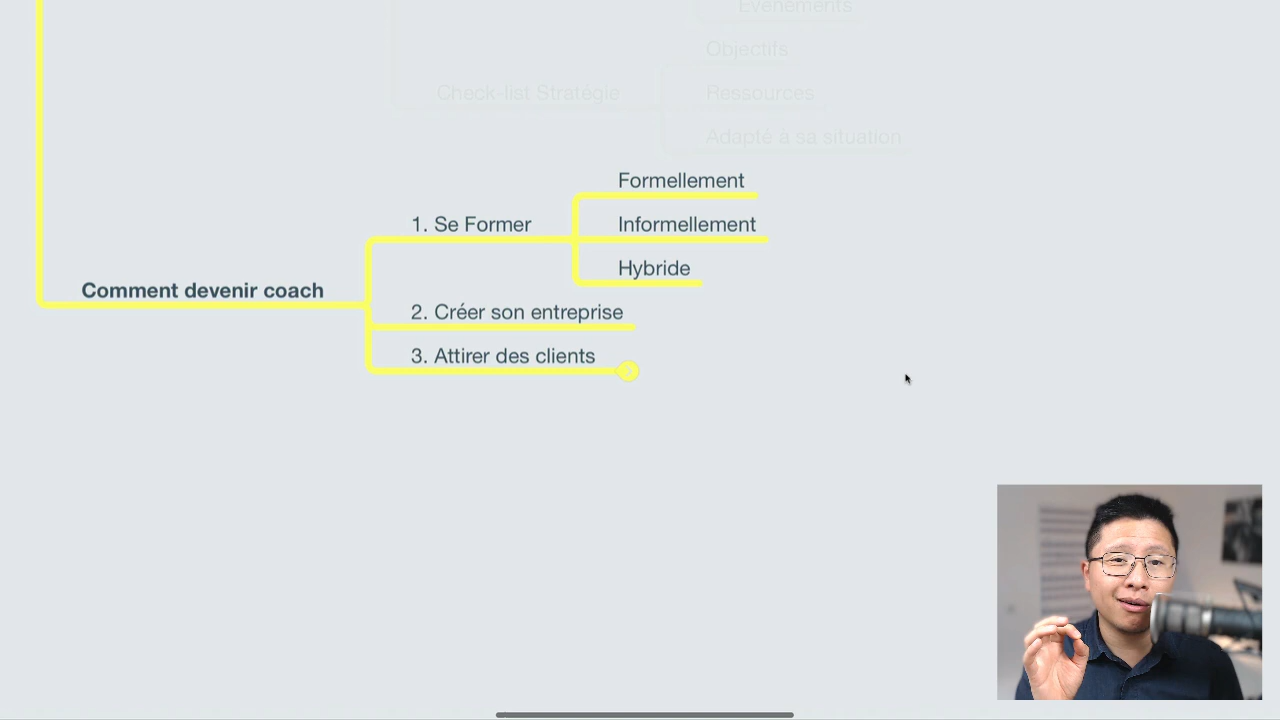 Evénements
Objectifs
Check-list Stratégie
Ressources
Adapté à sa situation
Formellement
1. Se Former
Informellement
Hybride
Comment devenir coach
2. Créer son entreprise
3. Attirer des clients